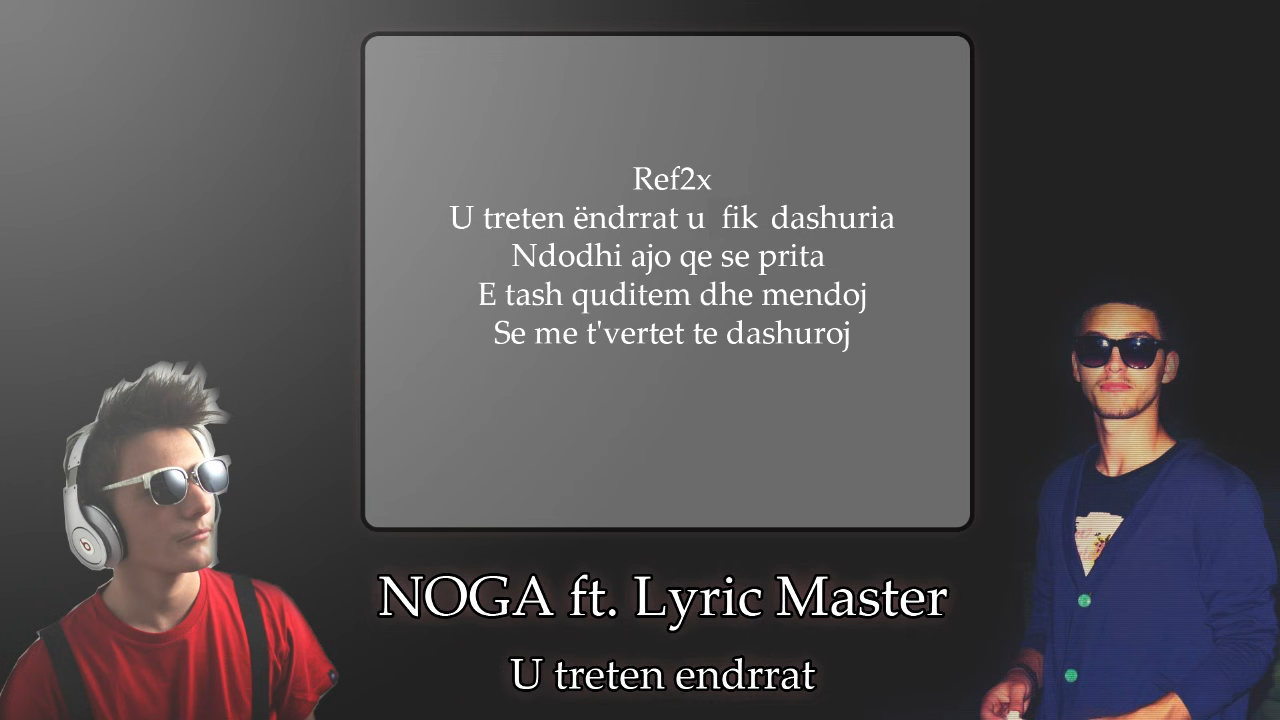 Ref2x
U treten ëndrrat u  fik  dashuria
Ndodhi ajo qe se prita
E tash quditem dhe mendoj
Se me t'vertet te dashuroj
NOGA ft. Lyric Master
U treten endrrat